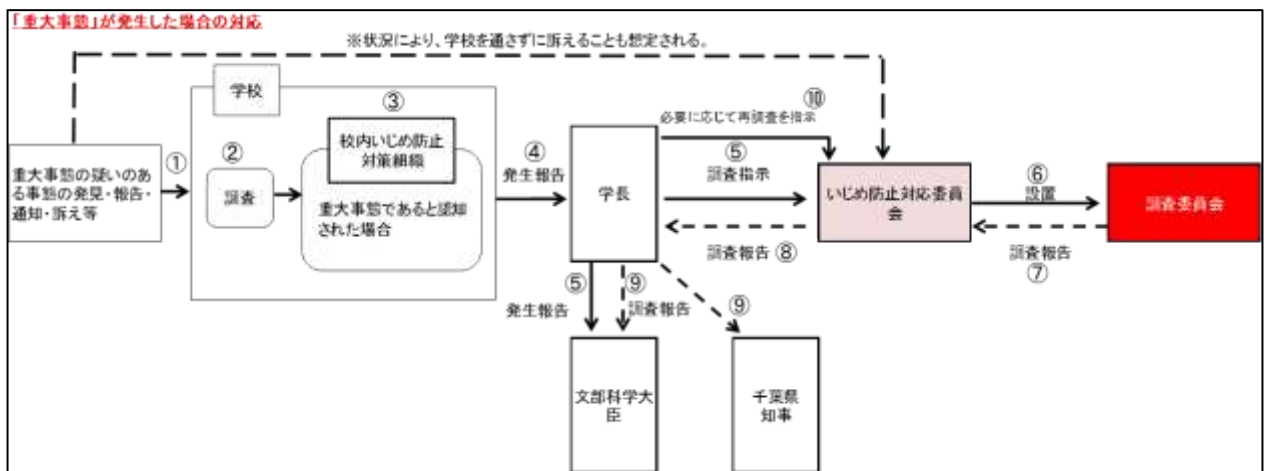 「重大事態」が発生した場合の対応
※状況により、学校を通さずに訴えることも想定される。
学校
③
⑩
校内いじめ防止
対策組織
必要に応じて再調査を指示
重大事態の疑いのあ
る事態の発見・報告・
通知・訴え等
①
②
調査
重大事態であると認知
された場合
④
発生報告
学長
⑤
調査指示
いじめ防止対応委員
会
⑥
設置
調査委員会
調査報告 ⑧
調査報告
⑦
⑤
発生報告
⑨
調査報告
⑨
文部科学大
臣
千葉県
知事